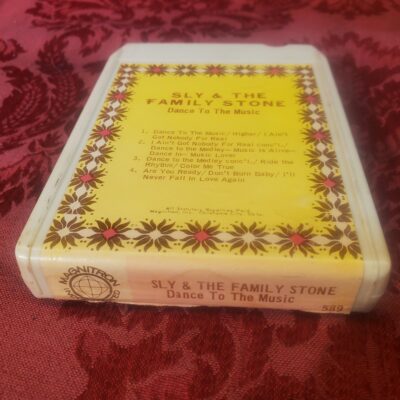 SLY & THE
FAMILY STONE
Dance To The Music
1. Dance To The Music/ Higher/ I Ain't
Got Nobody For Real
2. I Ain't Got Nobody For Real con't./
Dance to the Medley— Music Is Alive—
Dance In— Music Lover
3. Dance to the Medley con't./ Ride the
Rhythm/ Color Me True
4. Are You Ready/ Don't Burn Baby/ I'll
Never Fall In Love Again
MAGNITRON
SLY & THE FAMILY STONE
Dance To The Music
589